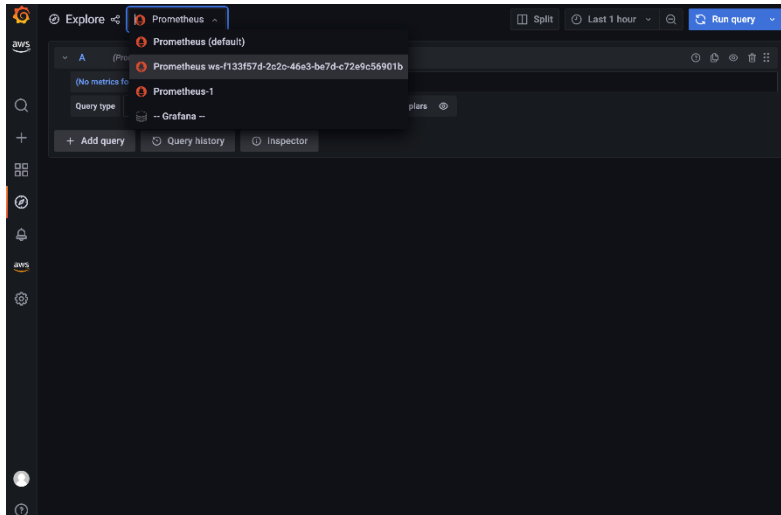 Explore
Prometheus
Split
Last 1 hour
Run query
aws
Prometheus (default)
Prometheus ws-f133f57d-2c2c-46e3-be7d-c72e9c56901b
Prometheus-1
-- Grafana --
A (Pro
(No metrics fo
Query type
plars
+ Add query
Query history
Inspector
aws